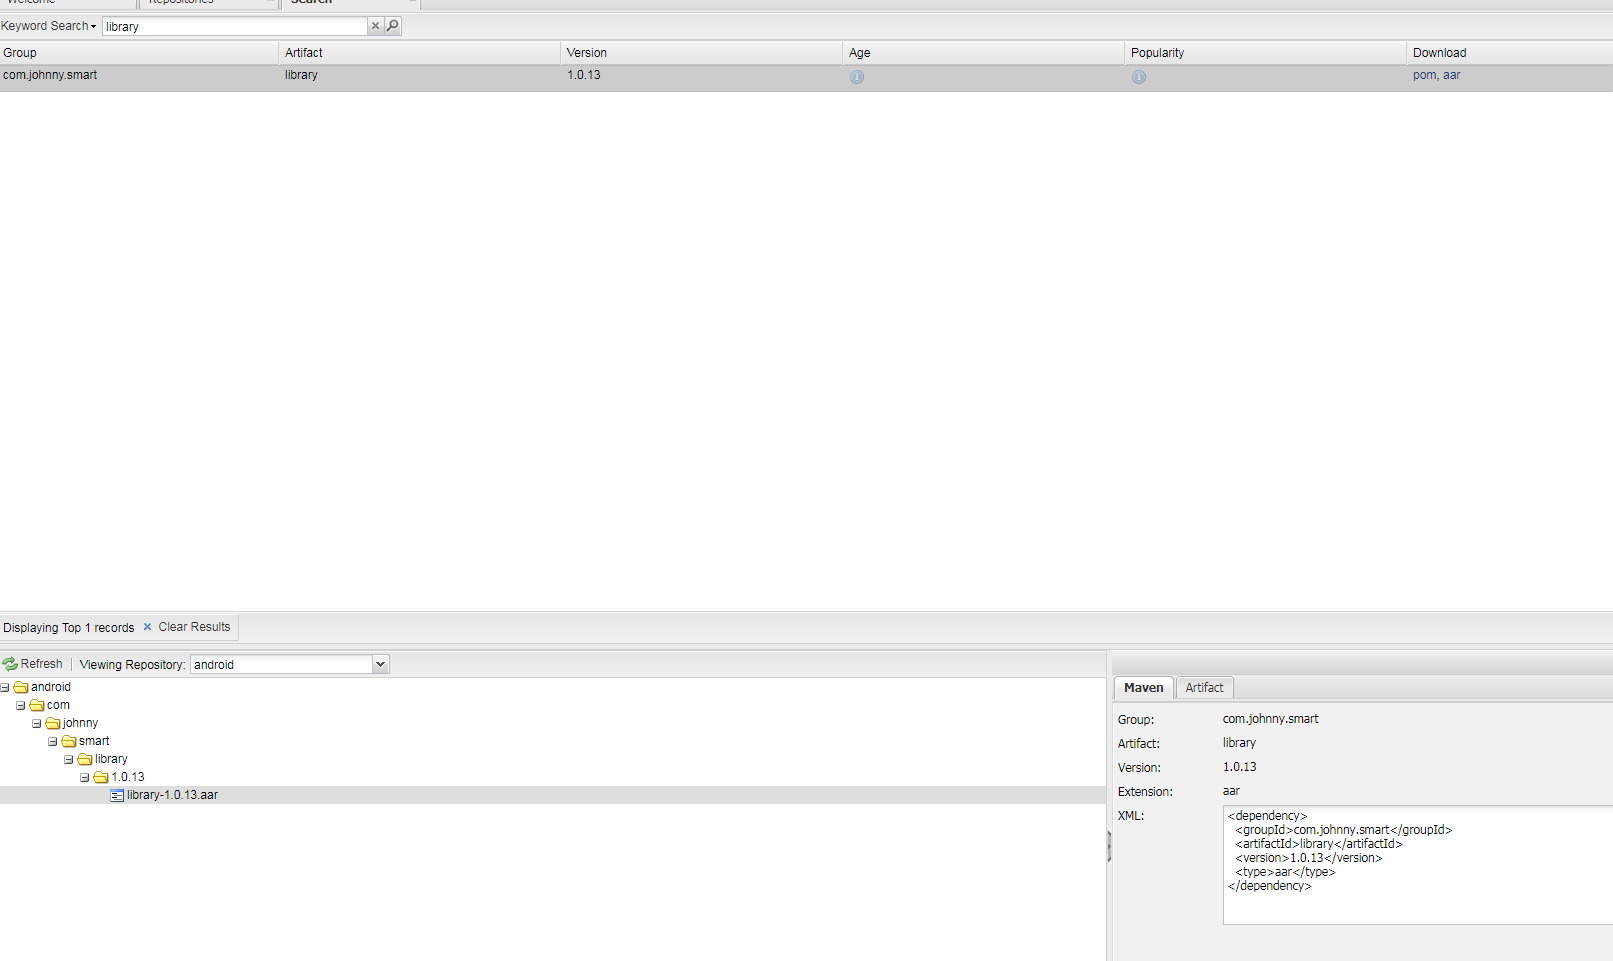 Welcome Repositories Search
Keyword Search library
Group Artifact Version Age Popularity Download
com.johnny.smart library 1.0.13 pom, aar
Displaying Top 1 records Clear Results
Refresh Viewing Repository: android
android
com
johnny
smart
library
1.0.13
library-1.0.13.aar
Maven Artifact
Group: com.johnny.smart
Artifact: library
Version: 1.0.13
Extension: aar
XML: <dependency>
<groupId>com.johnny.smart</groupId>
<artifactId>library</artifactId>
<version>1.0.13</version>
<type>aar</type>
</dependency>